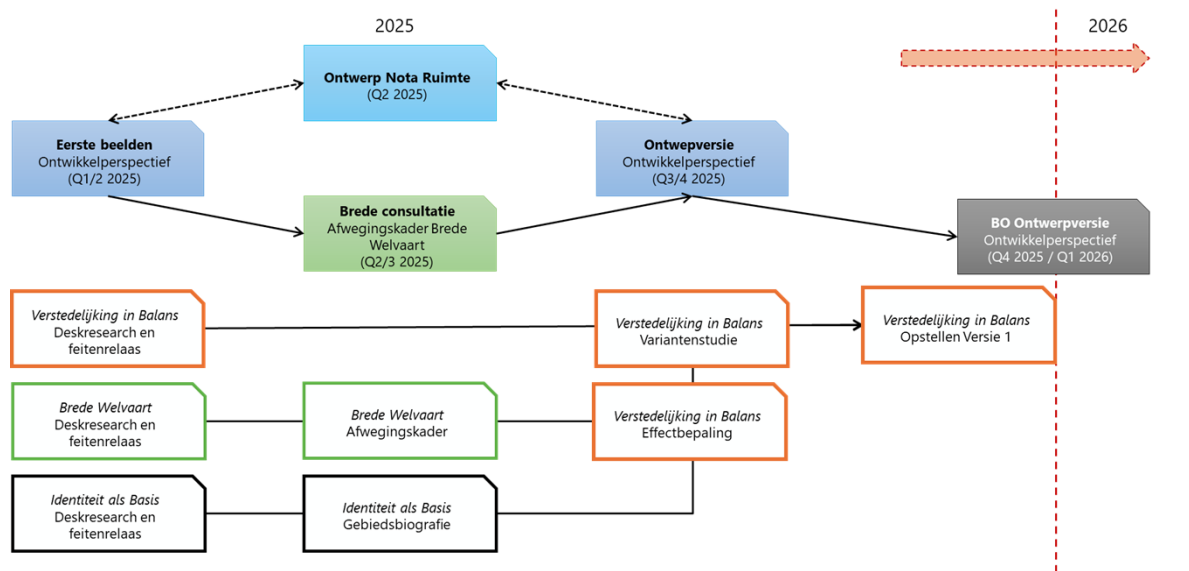 2025
2026
Ontwerp Nota Ruimte
(Q2 2025)
Eerste beelden
Ontwikkelperspectief
(Q1/2 2025)
Ontwepversie
Ontwikkelperspectief
(Q3/4 2025)
Brede consultatie
Afwegingskader Brede
Welvaart
(Q2/3 2025)
BO Ontwerpversie
Ontwikkelperspectief
(Q4 2025 / Q1 2026)
Verstedelijking in Balans
Deskresearch en
feitenrelaas
Verstedelijking in Balans
Variantenstudie
Verstedelijking in Balans
Opstellen Versie 1
Brede Welvaart
Deskresearch en
feitenrelaas
Brede Welvaart
Afwegingskader
Verstedelijking in Balans
Effectbepaling
Identiteit als Basis
Deskresearch en
feitenrelaas
Identiteit als Basis
Gebiedsbiografie